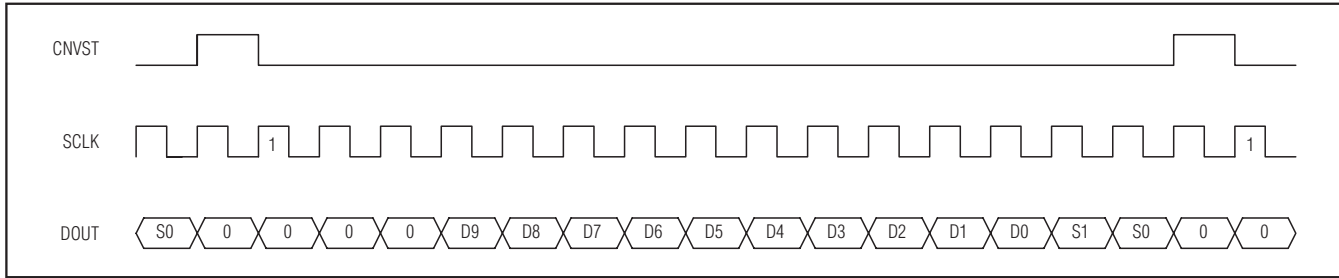 CNVST
SCLK 1 1
DOUT S0 0 0 0 0 D9 D8 D7 D6 D5 D4 D3 D2 D1 D0 S1 S0 0 0